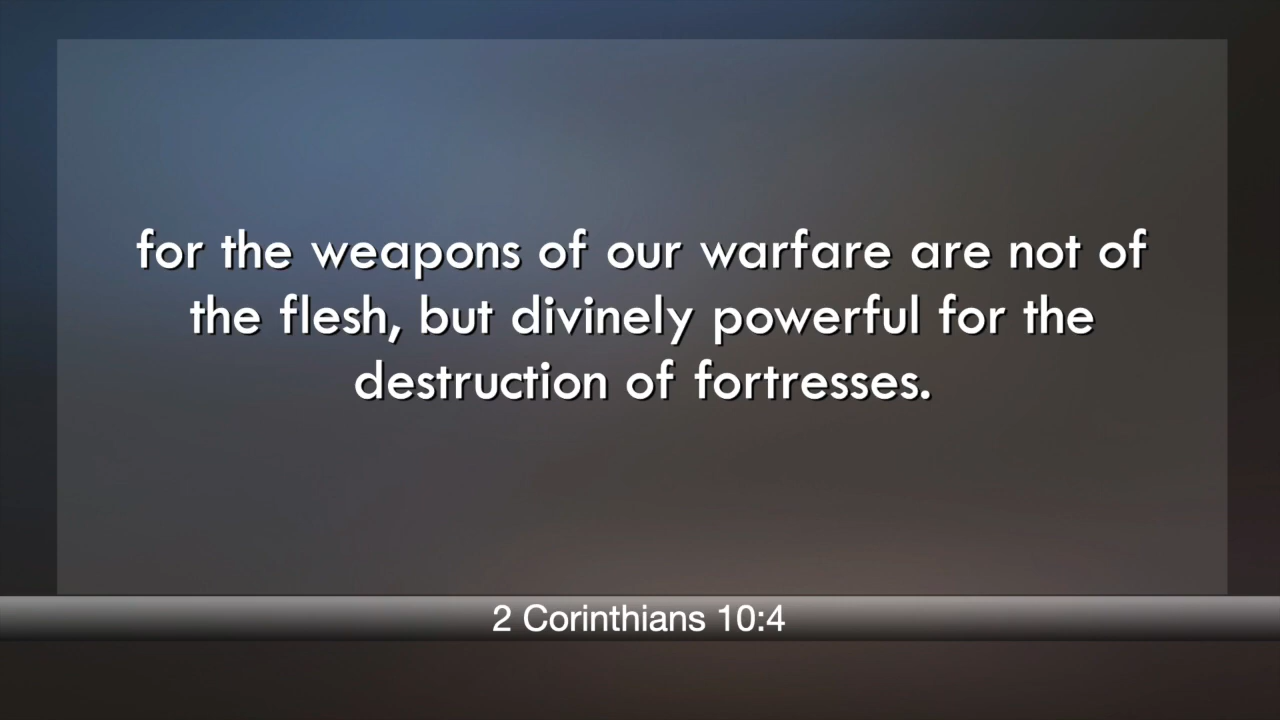 for the weapons of our warfare are not of
the flesh, but divinely powerful for the
destruction of fortresses.
2 Corinthians 10:4